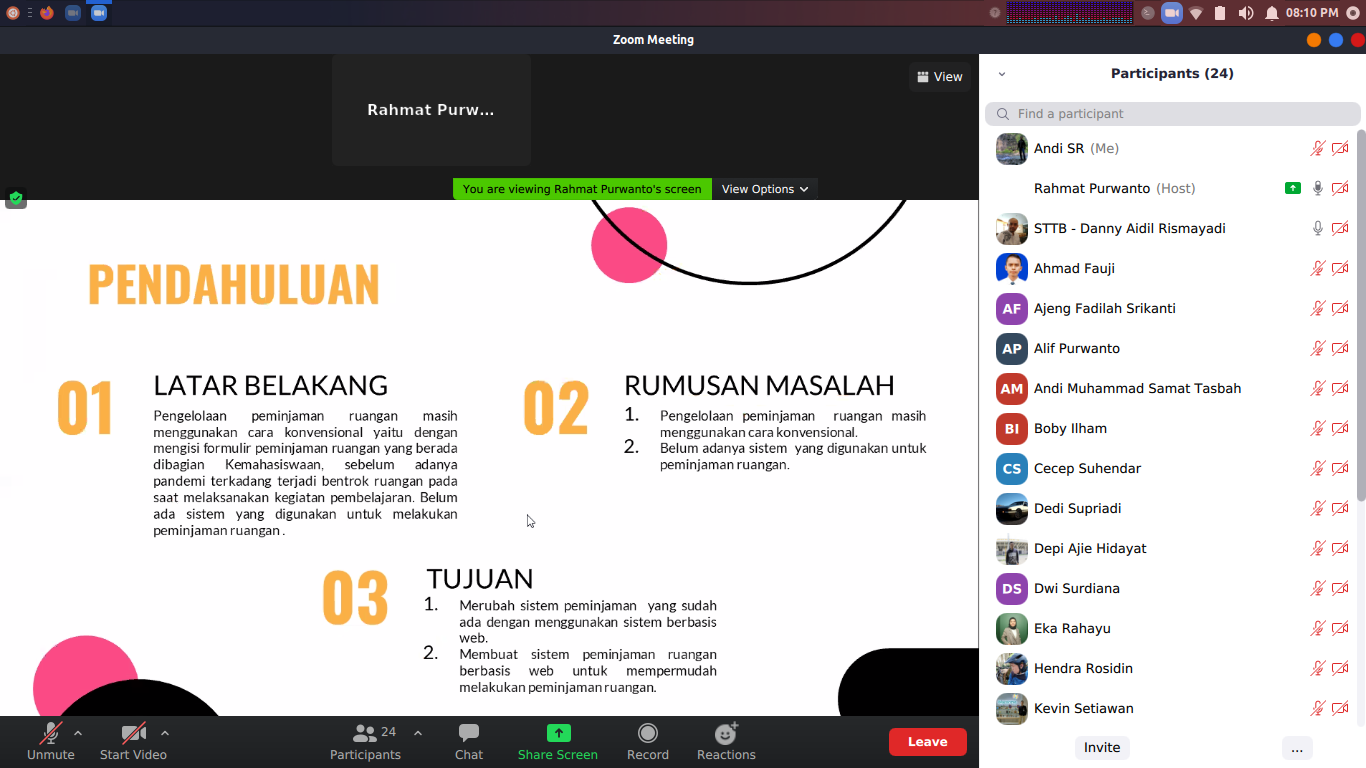 08:10 PM
Zoom Meeting
Rahmat Purw...
View
You are viewing Rahmat Purwanto's screen
View Options
PENDAHULUAN
01
LATAR BELAKANG
Pengelolaan peminjaman ruangan masih
menggunakan cara konvensional yaitu dengan
mengisi formulir peminjaman ruangan yang berada
dibagian Kemahasiswaan, sebelum adanya
pandemi terkadang terjadi bentrok ruangan pada
saat melaksanakan kegiatan pembelajaran. Belum
ada sistem yang digunakan untuk melakukan
peminjaman ruangan .
02
RUMUSAN MASALAH
1. Pengelolaan peminjaman ruangan masih
menggunakan cara konvensional.
2. Belum adanya sistem yang digunakan untuk
peminjaman ruangan.
03
TUJUAN
1. Merubah sistem peminjaman yang sudah
ada dengan menggunakan sistem berbasis
web.
2. Membuat sistem peminjaman ruangan
berbasis web untuk mempermudah
melakukan peminjaman ruangan.
Unmute
Start Video
24
Participants
Chat
Share Screen
Record
Reactions
Leave
Participants (24)
Find a participant
Andi SR (Me)
Rahmat Purwanto (Host)
STTB - Danny Aidil Rismayadi
Ahmad Fauji
AF Ajeng Fadilah Srikanti
AP Alif Purwanto
AM Andi Muhammad Samat Tasbah
BI Boby Ilham
CS Cecep Suhendar
Dedi Supriadi
Depi Ajie Hidayat
DS Dwi Surdiana
Eka Rahayu
Hendra Rosidin
Kevin Setiawan
Invite
...